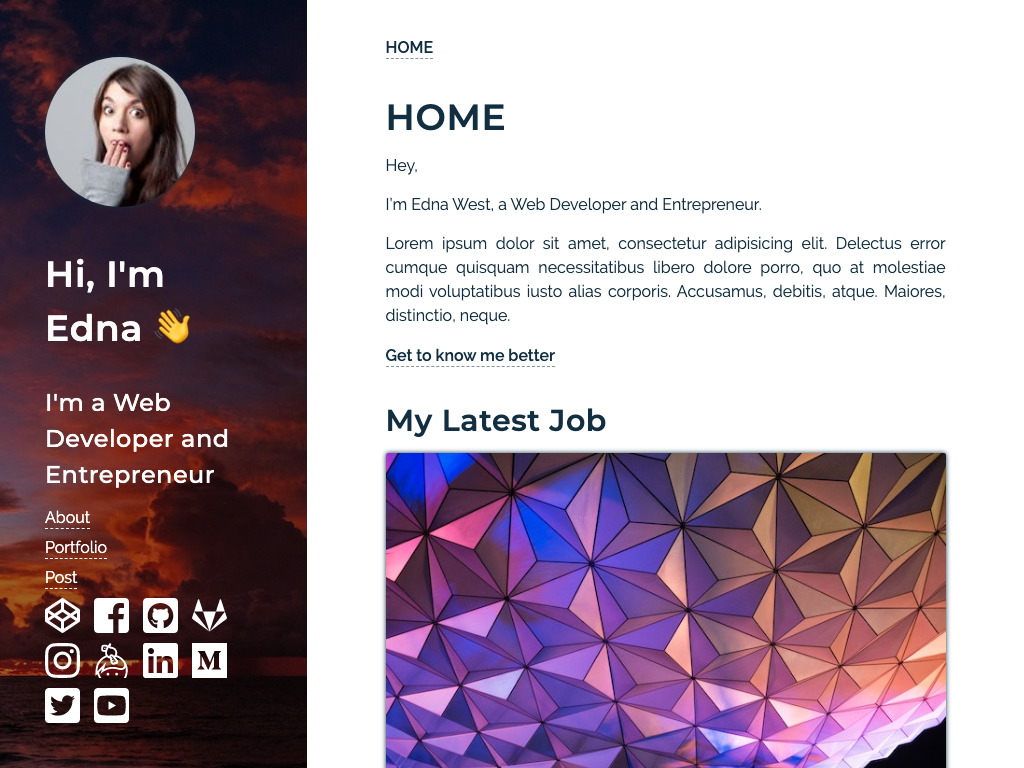 Hi, I'm
Edna 👋
I'm a Web
Developer and
Entrepreneur
About
Portfolio
Post
HOME
HOME
Hey,
I'm Edna West, a Web Developer and Entrepreneur.
Lorem ipsum dolor sit amet, consectetur adipisicing elit. Delectus error
cumque quisquam necessitatibus libero dolore porro, quo at molestiae
modi voluptatibus iusto alias corporis. Accusamus, debitis, atque. Maiores,
distinctio, neque.
Get to know me better
My Latest Job